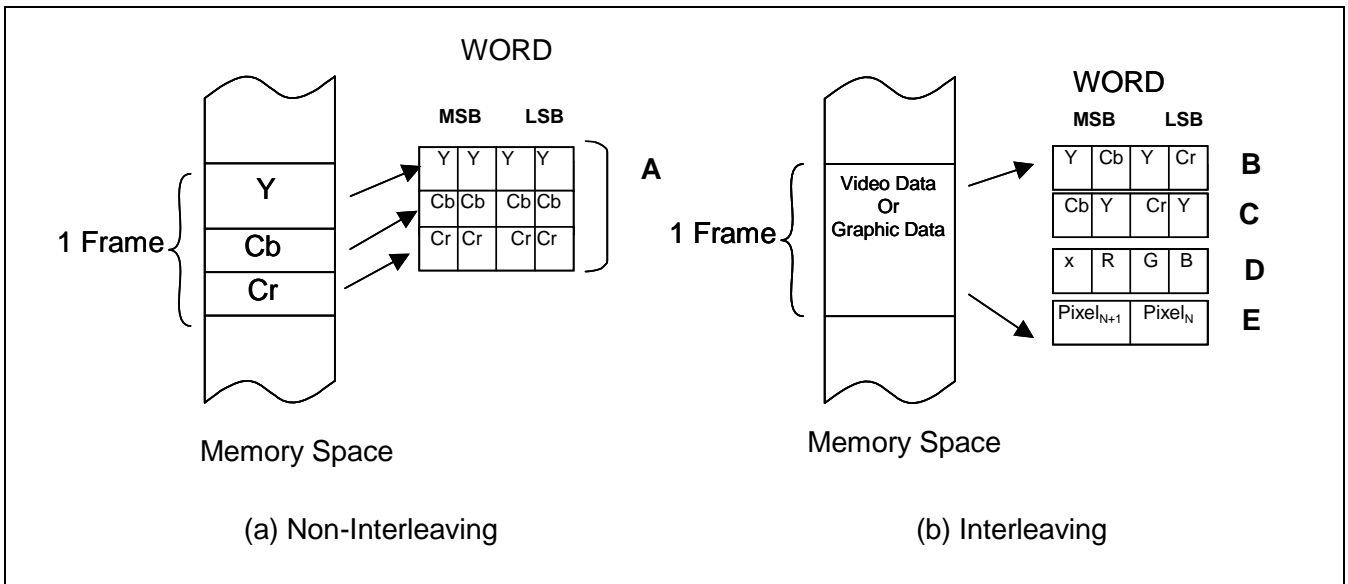 WORD
MSB LSB
Y Y Y Y
Cb Cb Cb Cb
Cr Cr Cr Cr
A
1 Frame
Y
Cb
Cr
Memory Space
(a) Non-Interleaving
WORD
MSB LSB
Y Cb Y Cr B
Cb Y Cr Y C
x R G B D
PixelN+1 PixelN E
1 Frame
Video Data
Or
Graphic Data
Memory Space
(b) Interleaving